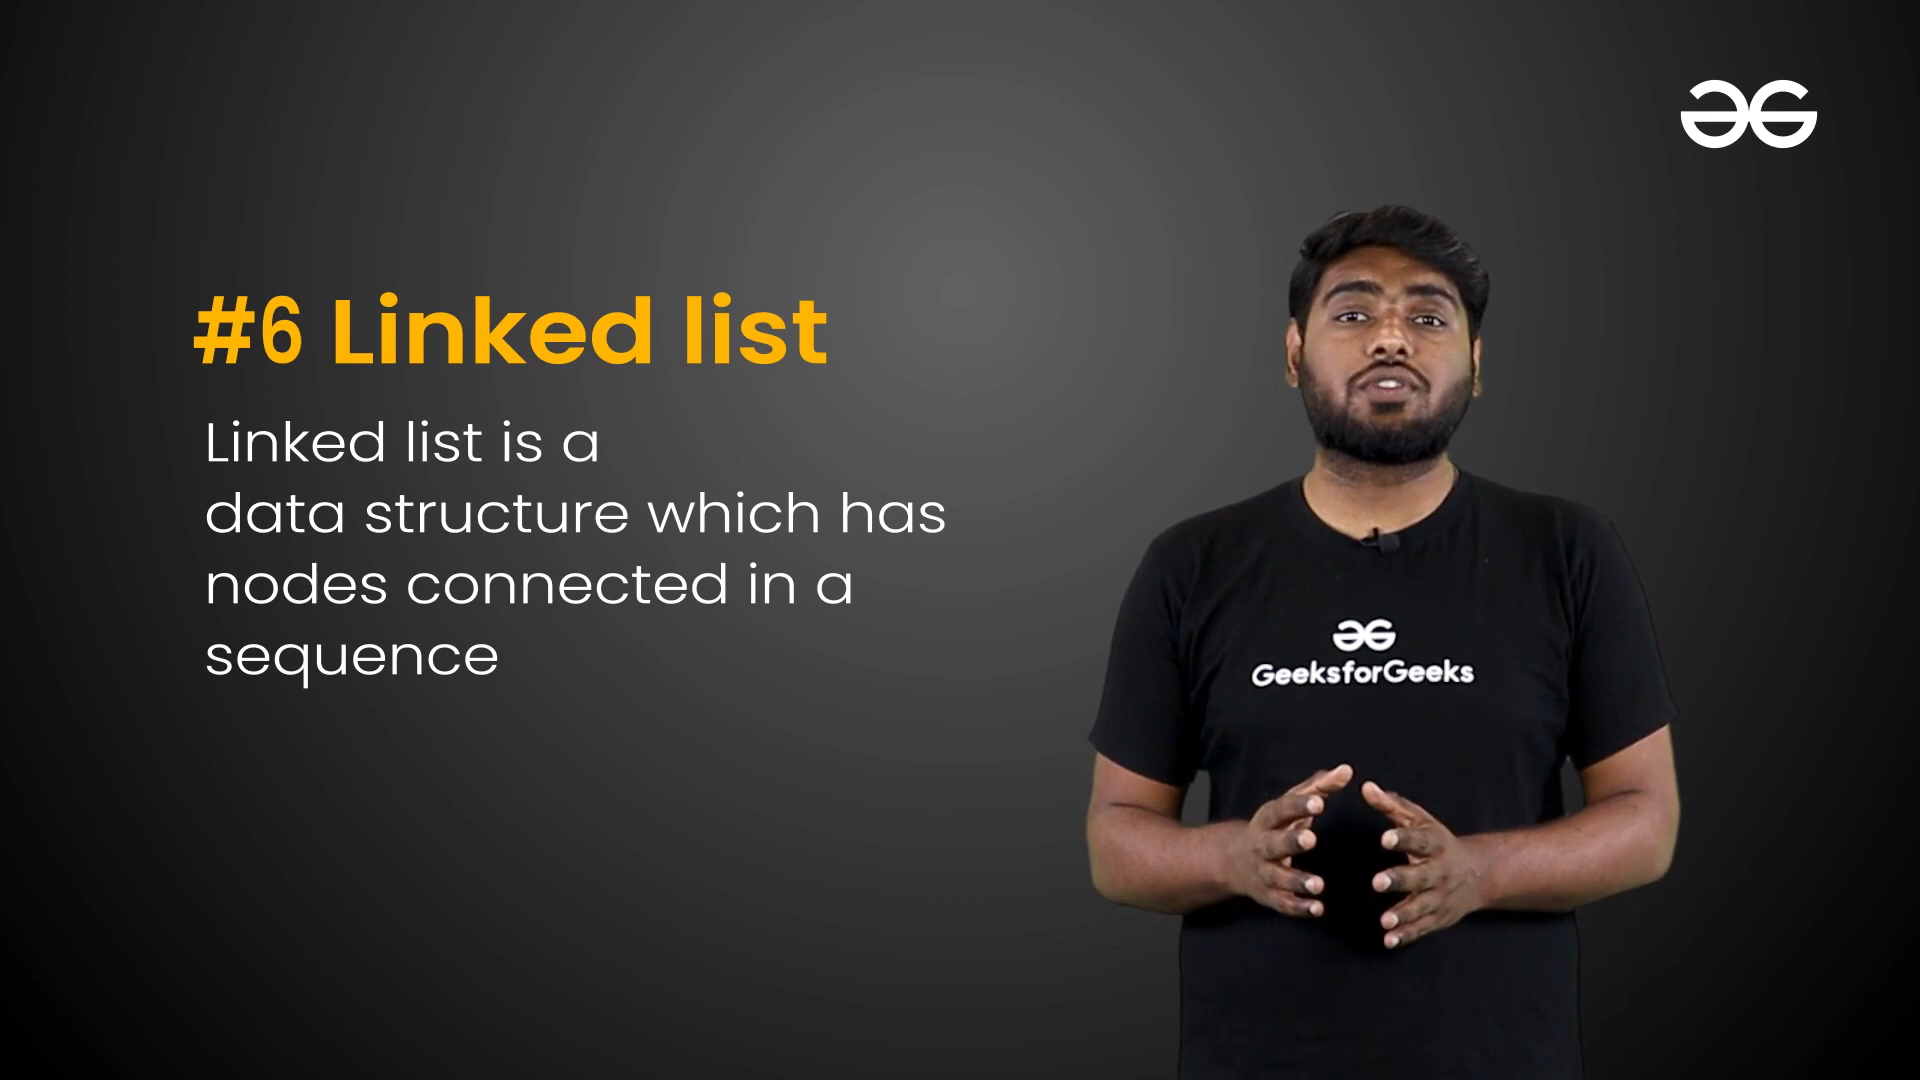 #6 Linked list
Linked list is a
data structure which has
nodes connected in a
sequence
GeeksforGeeks